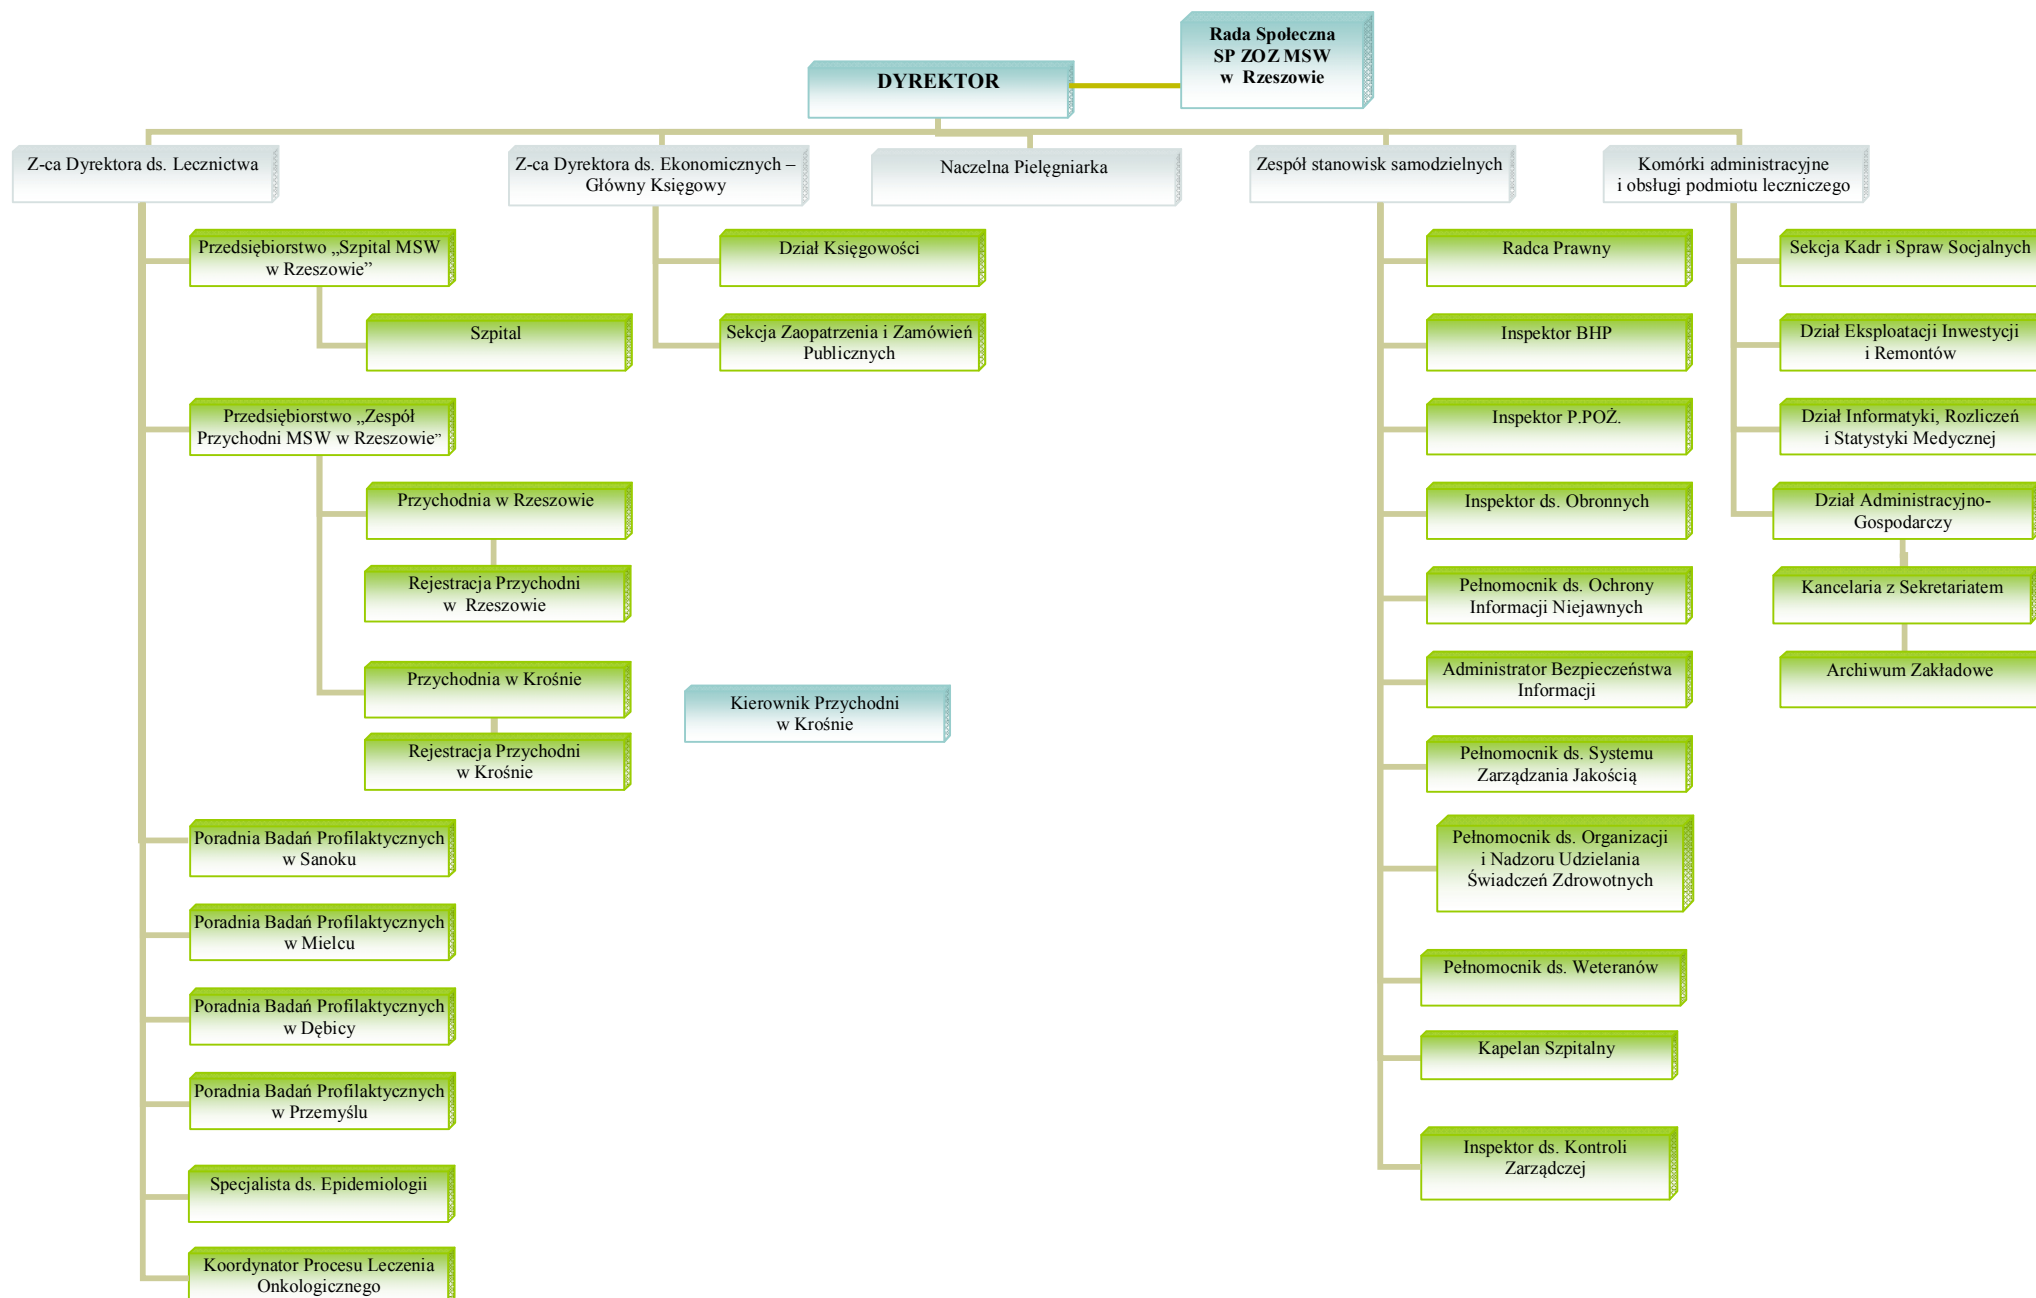 Rada Społeczna
SP ZOZ MSW
w Rzeszowie
DYREKTOR
Z-ca Dyrektora ds. Lecznictwa
Z-ca Dyrektora ds. Ekonomicznych –
Główny Księgowy
Naczelna Pielęgniarka
Zespół stanowisk samodzielnych
Komórki administracyjne
i obsługi podmiotu leczniczego
Przedsiębiorstwo „Szpital MSW
w Rzeszowie”
Szpital
Przedsiębiorstwo „Zespół
Przychodni MSW w Rzeszowie”
Przychodnia w Rzeszowie
Rejestracja Przychodni
w Rzeszowie
Przychodnia w Krośnie
Rejestracja Przychodni
w Krośnie
Kierownik Przychodni
w Krośnie
Poradnia Badań Profilaktycznych
w Sanoku
Poradnia Badań Profilaktycznych
w Mielcu
Poradnia Badań Profilaktycznych
w Dębicy
Poradnia Badań Profilaktycznych
w Przemyślu
Specjalista ds. Epidemiologii
Koordynator Procesu Leczenia
Onkologicznego
Dział Księgowości
Sekcja Zaopatrzenia i Zamówień
Publicznych
Radca Prawny
Inspektor BHP
Inspektor P.POŻ.
Inspektor ds. Obronnych
Pełnomocnik ds. Ochrony
Informacji Niejawnych
Administrator Bezpieczeństwa
Informacji
Pełnomocnik ds. Systemu
Zarządzania Jakością
Pełnomocnik ds. Organizacji
i Nadzoru Udzielania
Świadczeń Zdrowotnych
Pełnomocnik ds. Weteranów
Kapelan Szpitalny
Inspektor ds. Kontroli
Zarządczej
Sekcja Kadr i Spraw Socjalnych
Dział Eksploatacji Inwestycji
i Remontów
Dział Informatyki, Rozliczeń
i Statystyki Medycznej
Dział Administracyjno-
Gospodarczy
Kancelaria z Sekretariatem
Archiwum Zakładowe